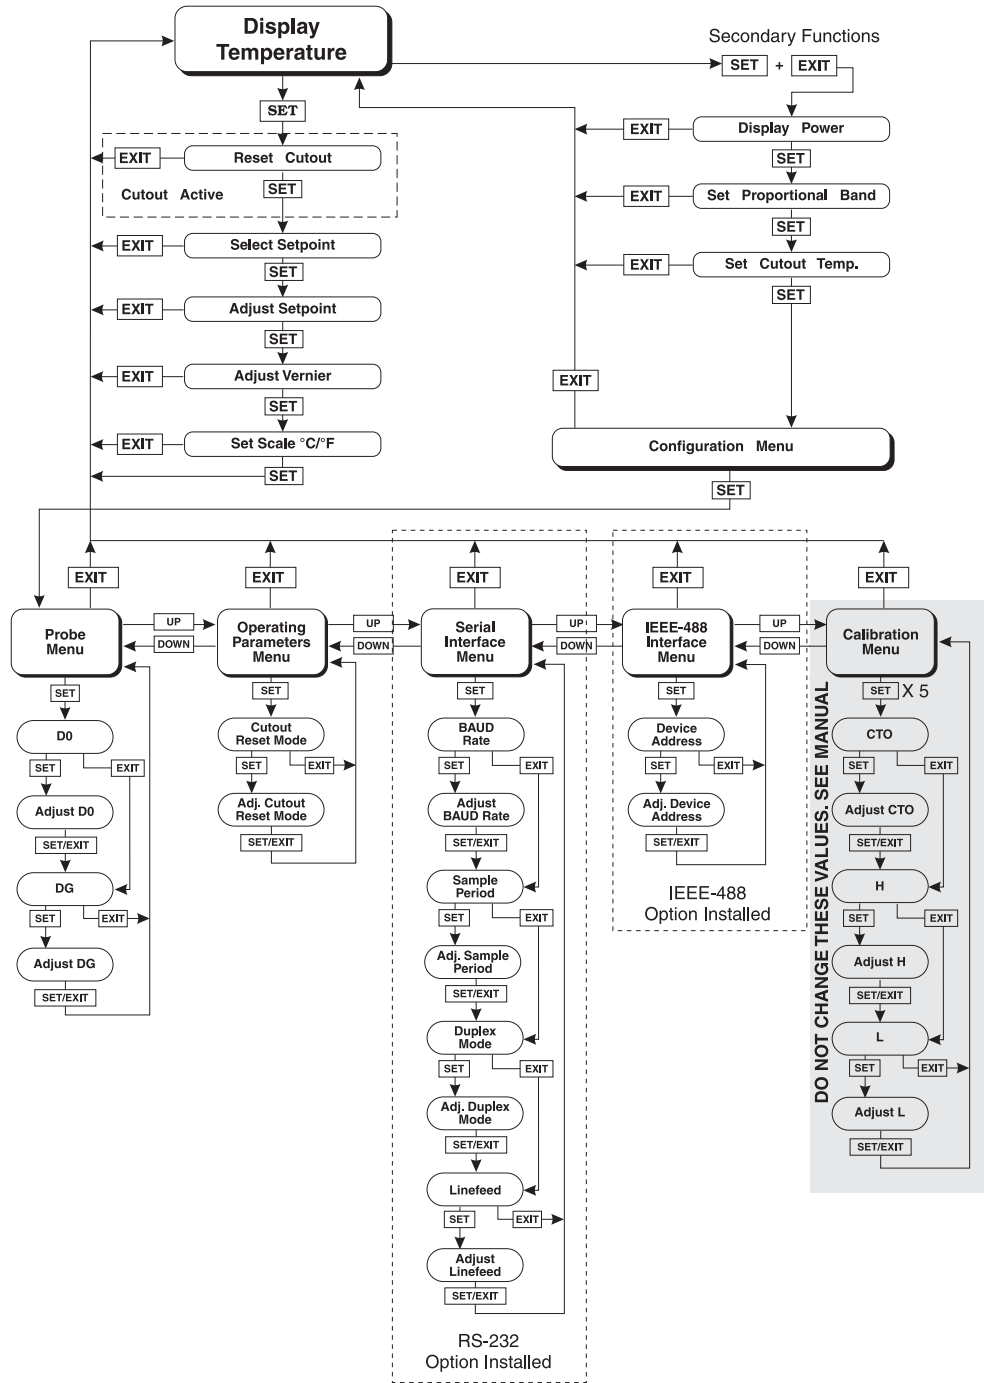 Display
Temperature
Secondary Functions
SET + EXIT
SET
EXIT Reset Cutout
Cutout Active SET
EXIT Select Setpoint
SET
EXIT Adjust Setpoint
SET
EXIT Adjust Vernier
SET
EXIT Set Scale °C/°F
SET
EXIT Display Power
SET
EXIT Set Proportional Band
SET
EXIT Set Cutout Temp.
SET
EXIT
Configuration Menu
SET
EXIT EXIT EXIT EXIT EXIT
Probe
Menu
UP
DOWN
Operating
Parameters
Menu
UP
DOWN
Serial
Interface
Menu
UP
DOWN
IEEE-488
Interface
Menu
UP
DOWN
Calibration
Menu
SET
D0
SET EXIT
Adjust D0
SET/EXIT
DG
SET EXIT
Adjust DG
SET/EXIT
SET
Cutout
Reset Mode
SET EXIT
Adj. Cutout
Reset Mode
SET/EXIT
SET
BAUD
Rate
SET EXIT
Adjust
BAUD Rate
SET/EXIT
Sample
Period
SET EXIT
Adj. Sample
Period
SET/EXIT
Duplex
Mode
SET EXIT
Adj. Duplex
Mode
SET/EXIT
Linefeed
SET EXIT
Adjust
Linefeed
SET/EXIT
RS-232
Option Installed
SET
Device
Address
SET EXIT
Adj. Device
Address
SET/EXIT
IEEE-488
Option Installed
DO NOT CHANGE THESE VALUES. SEE MANUAL
SET X 5
CTO
SET EXIT
Adjust CTO
SET/EXIT
H
SET EXIT
Adjust H
SET/EXIT
L
SET EXIT
Adjust L
SET/EXIT